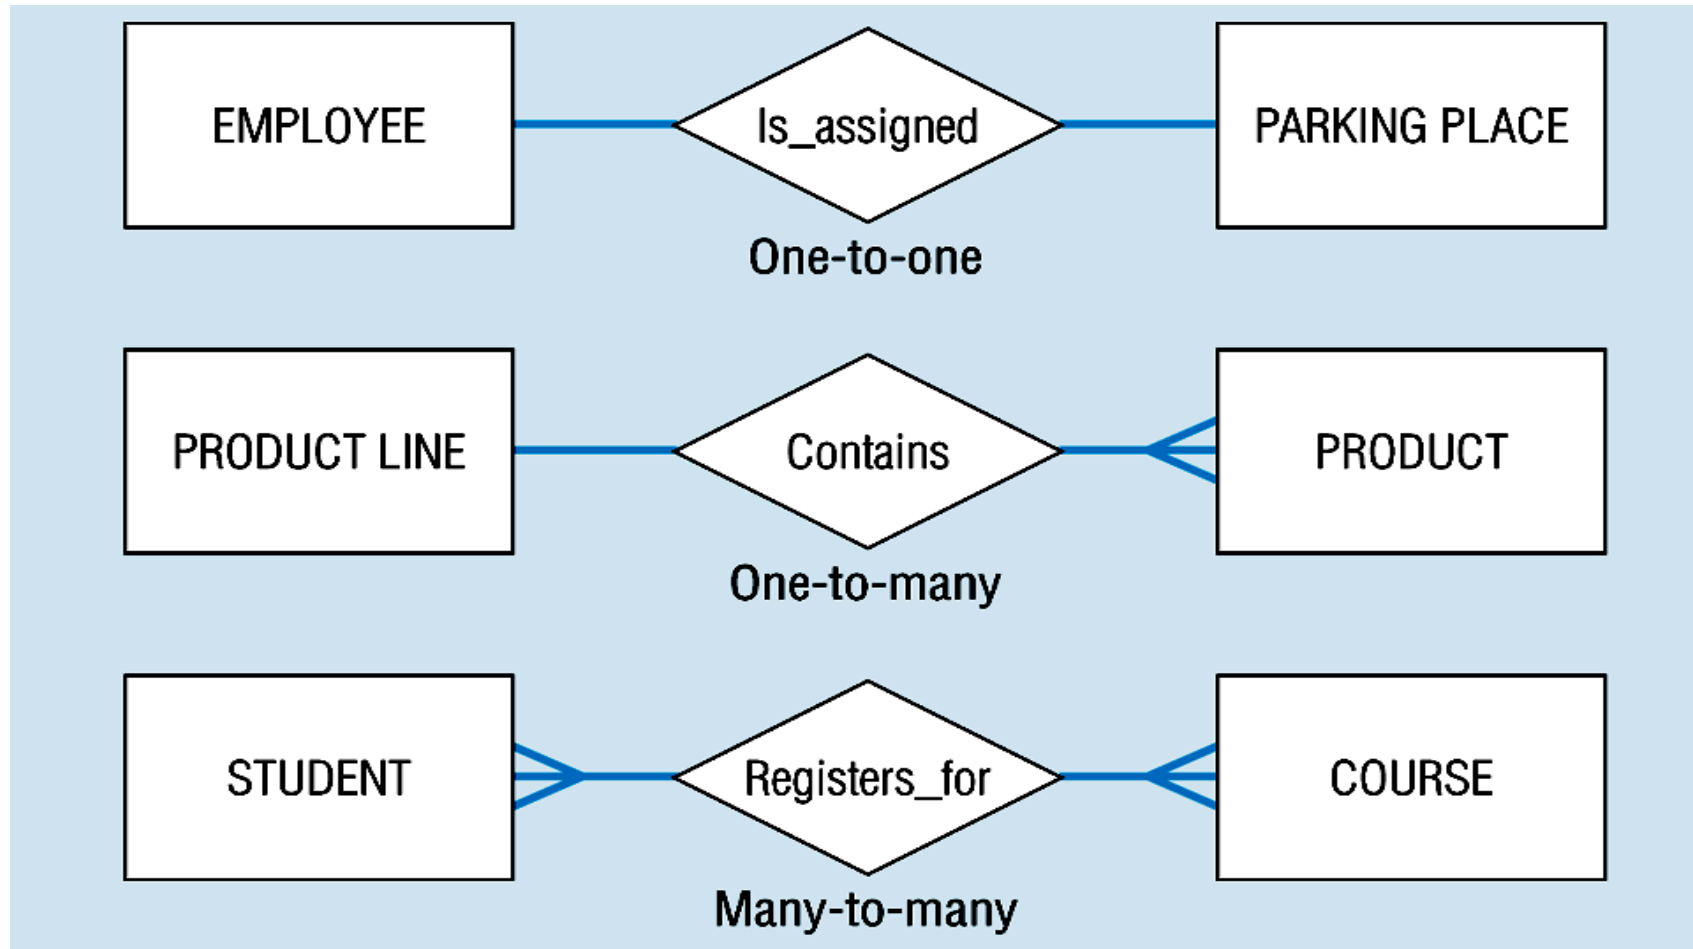 EMPLOYEE
Is_assigned
PARKING PLACE
One-to-one
PRODUCT LINE
Contains
PRODUCT
One-to-many
STUDENT
Registers_for
COURSE
Many-to-many